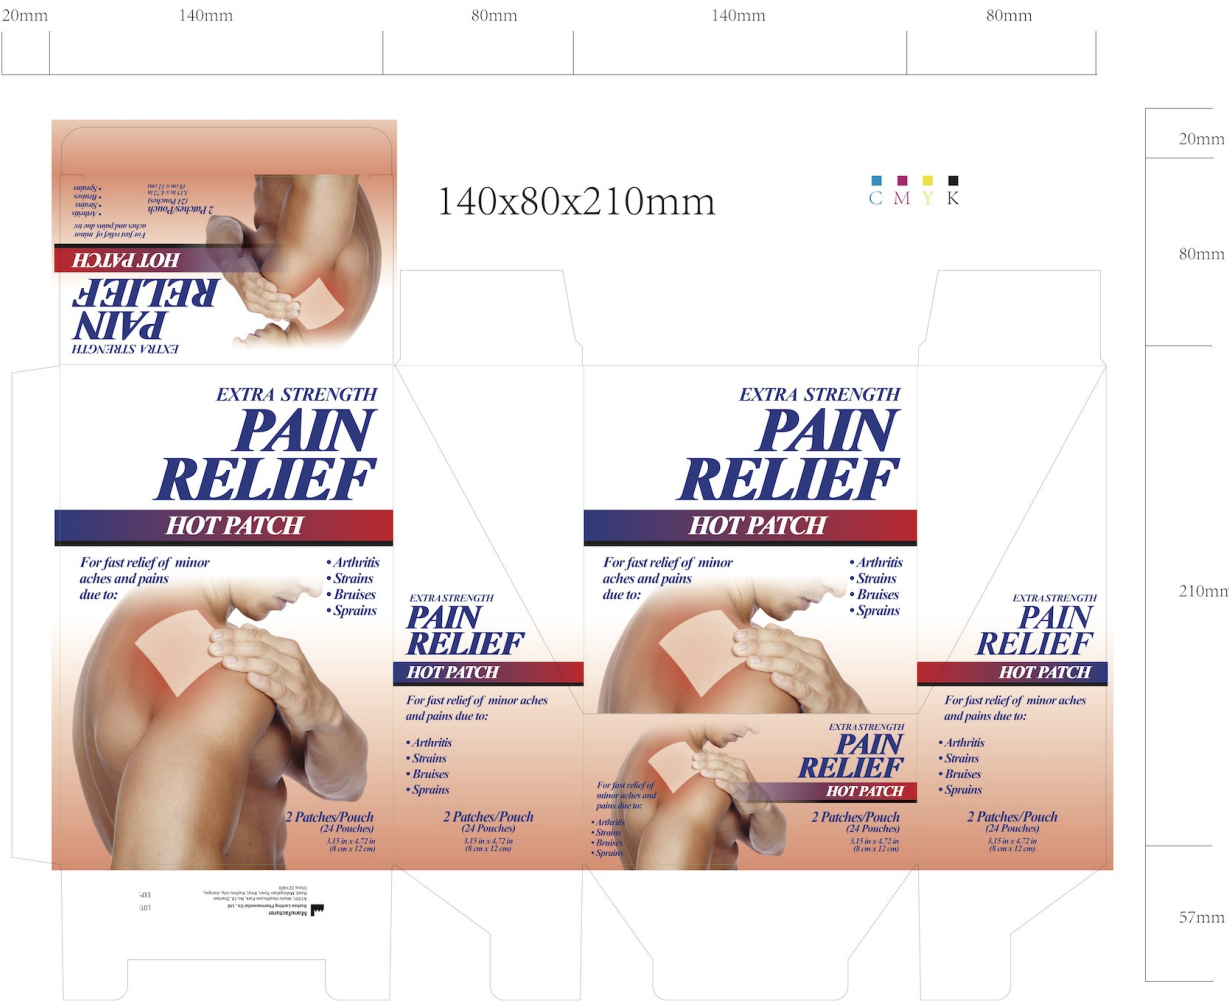 20mm
140mm
80mm
140mm
80mm
20mm
80mm
210mm
57mm
140x80x210mm
C M Y K
EXTRA STRENGTH
PAIN
RELIEF
HOT PATCH
For fast relief of minor
aches and pains due to:
• Arthritis
• Strains
• Bruises
• Sprains
2 Patches/Pouch
(24 Pouches)
3.15 in x 4.72 in
(8 cm x 12 cm)
EXTRA STRENGTH
PAIN
RELIEF
HOT PATCH
For fast relief of minor
aches and pains
due to:
• Arthritis
• Strains
• Bruises
• Sprains
2 Patches/Pouch
(24 Pouches)
3.15 in x 4.72 in
(8 cm x 12 cm)
EXTRA STRENGTH
PAIN
RELIEF
HOT PATCH
For fast relief of minor aches
and pains due to:
• Arthritis
• Strains
• Bruises
• Sprains
2 Patches/Pouch
(24 Pouches)
3.15 in x 4.72 in
(8 cm x 12 cm)
EXTRA STRENGTH
PAIN
RELIEF
HOT PATCH
For fast relief of minor
aches and pains
due to:
• Arthritis
• Strains
• Bruises
• Sprains
EXTRA STRENGTH
PAIN
RELIEF
HOT PATCH
For fast relief of
minor aches and
pains due to:
• Arthritis
• Strains
• Bruises
• Sprains
2 Patches/Pouch
(24 Pouches)
3.15 in x 4.72 in
(8 cm x 12 cm)
EXTRA STRENGTH
PAIN
RELIEF
HOT PATCH
For fast relief of minor aches
and pains due to:
• Arthritis
• Strains
• Bruises
• Sprains
2 Patches/Pouch
(24 Pouches)
3.15 in x 4.72 in
(8 cm x 12 cm)
Manufacturer
LOT:
EXP:
China 221400